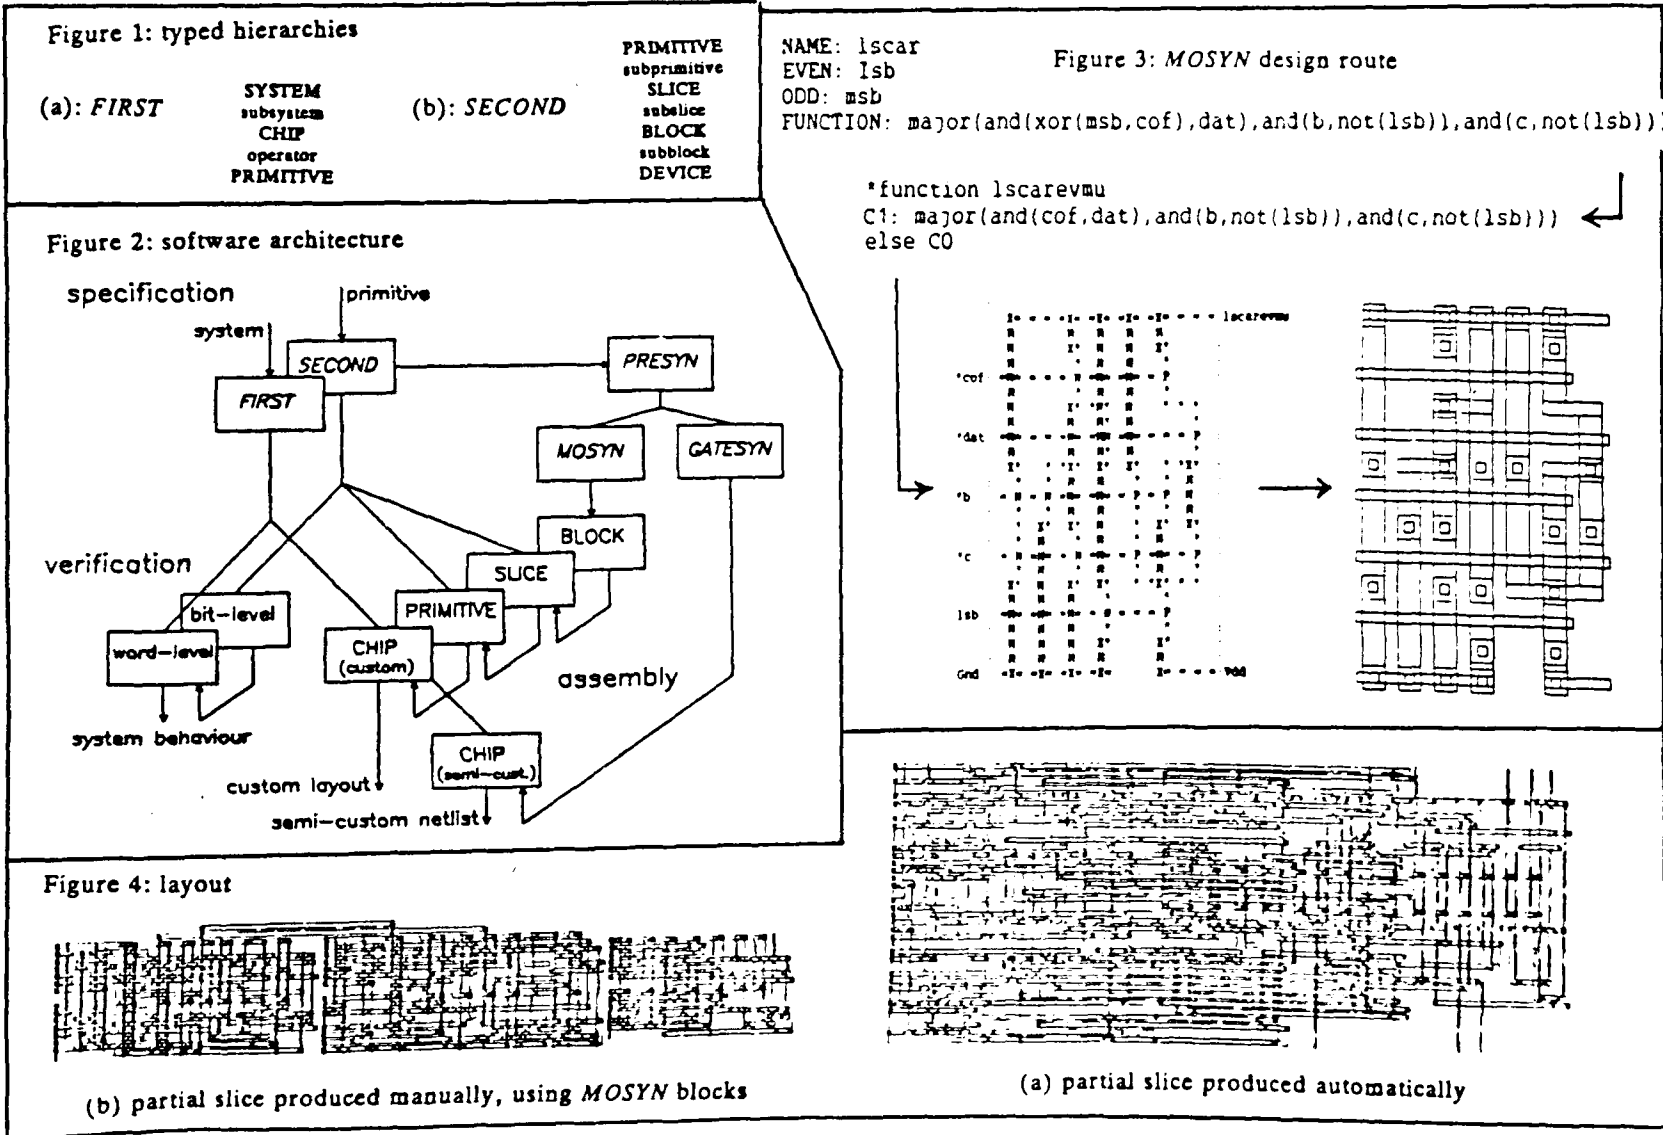 Figure 1: typed hierarchies
(a): FIRST
SYSTEM
subsystem
CHIP
operator
PRIMITIVE
(b): SECOND
PRIMITIVE
subprimitive
SLICE
subslice
BLOCK
subblock
DEVICE
Figure 2: software architecture
specification
primitive
system
SECOND
PRESYN
FIRST
MOSYN
GATESYN
BLOCK
SLICE
verification
bit-level
PRIMITIVE
word-level
CHIP
(custom)
assembly
system behaviour
CHIP
(semi-cust.)
custom layout
semi-custom netlist
NAME: lscar
EVEN: lsb
ODD: msb
FUNCTION: major(and(xor(msb,cof),dat),and(b,not(lsb)),and(c,not(lsb)))
Figure 3: MOSYN design route
*function lscarevmu
C1: major(and(cof,dat),and(b,not(lsb)),and(c,not(lsb)))
else C0
lscarevmu
*cof
*dat
*b
*c
lsb
Gnd
Vdd
Figure 4: layout
(b) partial slice produced manually, using MOSYN blocks
(a) partial slice produced automatically